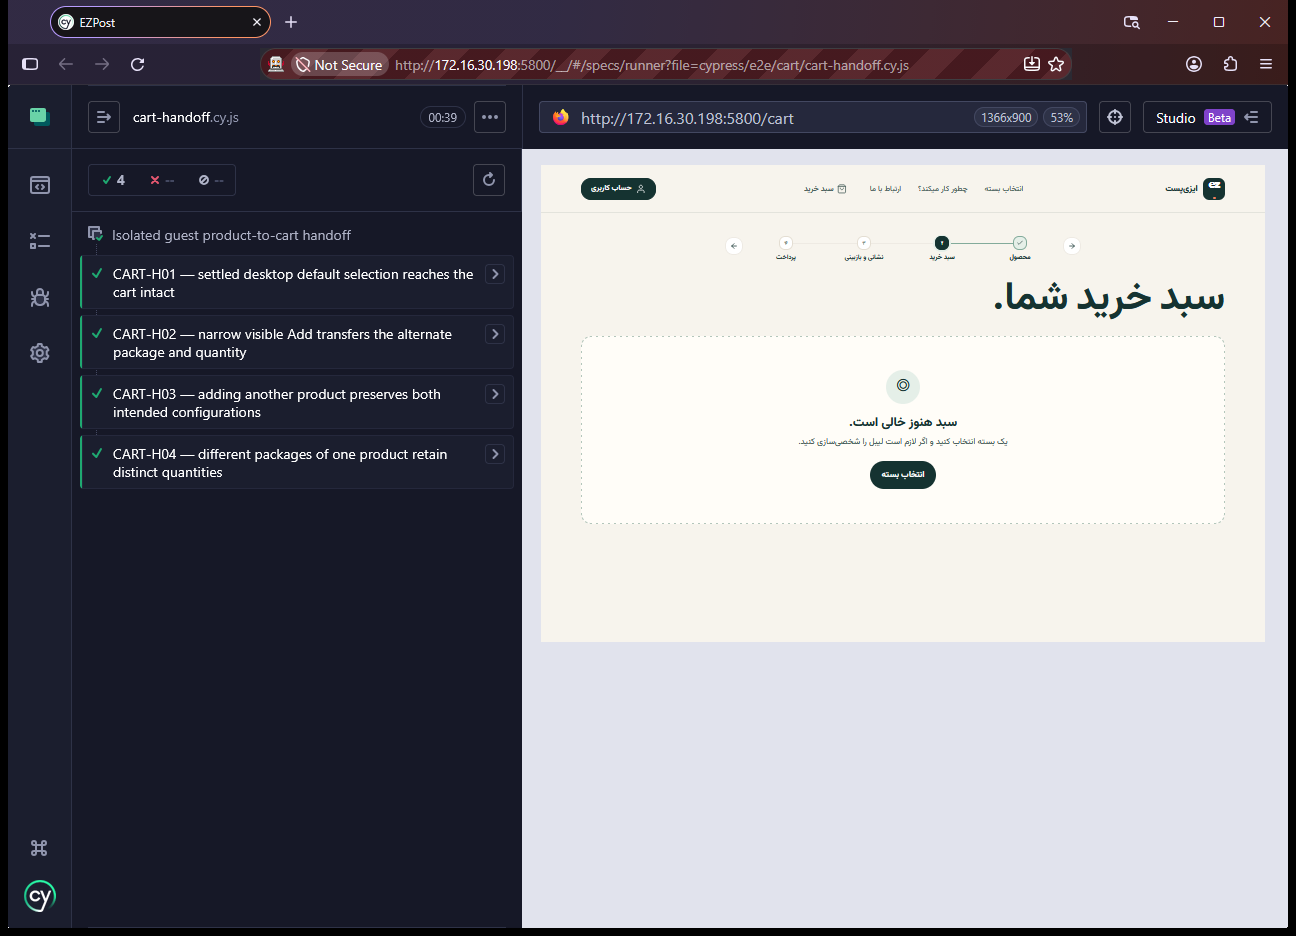 EZPost
Not Secure
http://172.16.30.198:5800/__/#/specs/runner?file=cypress/e2e/cart/cart-handoff.cy.js
cart-handoff.cy.js
00:39
4
--
--
Isolated guest product-to-cart handoff
CART-H01 — settled desktop default selection reaches the
cart intact
CART-H02 — narrow visible Add transfers the alternate
package and quantity
CART-H03 — adding another product preserves both
intended configurations
CART-H04 — different packages of one product retain
distinct quantities
cy
http://172.16.30.198:5800/cart
1366x900
53%
Studio
Beta
ایزی‌پست
انتخاب بسته
چطور کار میکند؟
ارتباط با ما
سبد خرید
حساب کاربری
محصول
۲
سبد خرید
۳
نشانی و بازبینی
۴
پرداخت
سبد خرید شما.
سبد هنوز خالی است.
یک بسته انتخاب کنید و اگر لازم است لیبل را شخصی‌سازی کنید.
انتخاب بسته